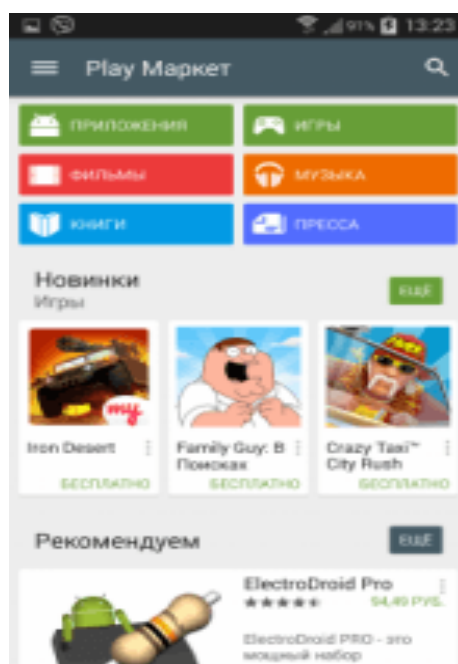 91% 13:23
Play Маркет
ПРИЛОЖЕНИЯ
ИГРЫ
ФИЛЬМЫ
МУЗЫКА
КНИГИ
ПРЕССА
Новинки
Игры
ЕЩЁ
my
Iron Desert
БЕСПЛАТНО
Family Guy: В
Поисках
БЕСПЛАТНО
Crazy Taxi™
City Rush
БЕСПЛАТНО
Рекомендуем
ЕЩЁ
ElectroDroid Pro
94,49 РУБ.
ElectroDroid PRO - это
мощный набор